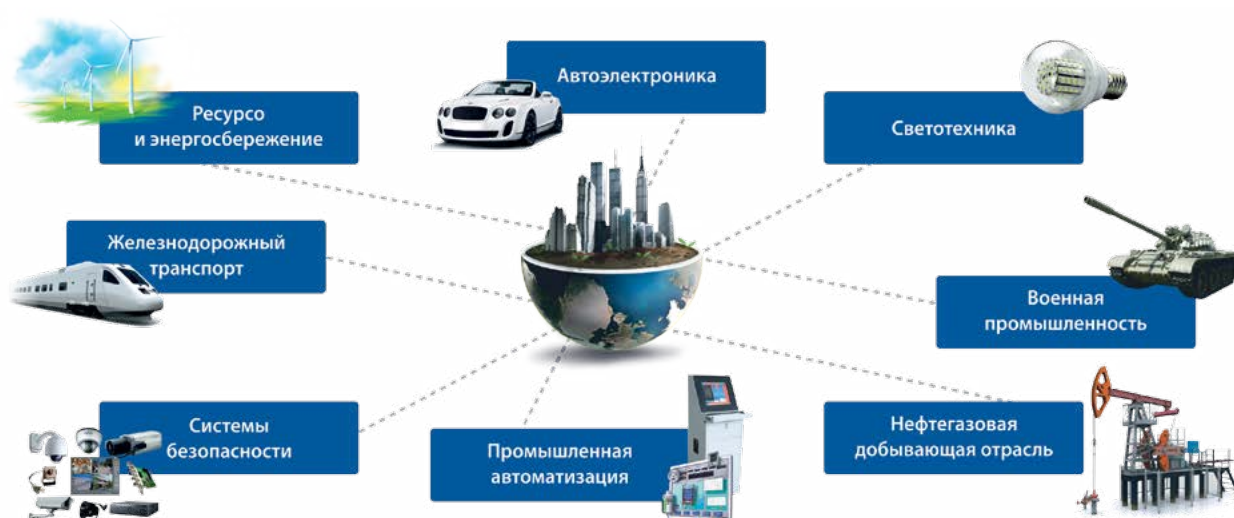 Автоэлектроника
Ресурсо
и энергосбережение
Светотехника
Железнодорожный
транспорт
Военная
промышленность
Системы
безопасности
Промышленная
автоматизация
Нефтегазовая
добывающая отрасль